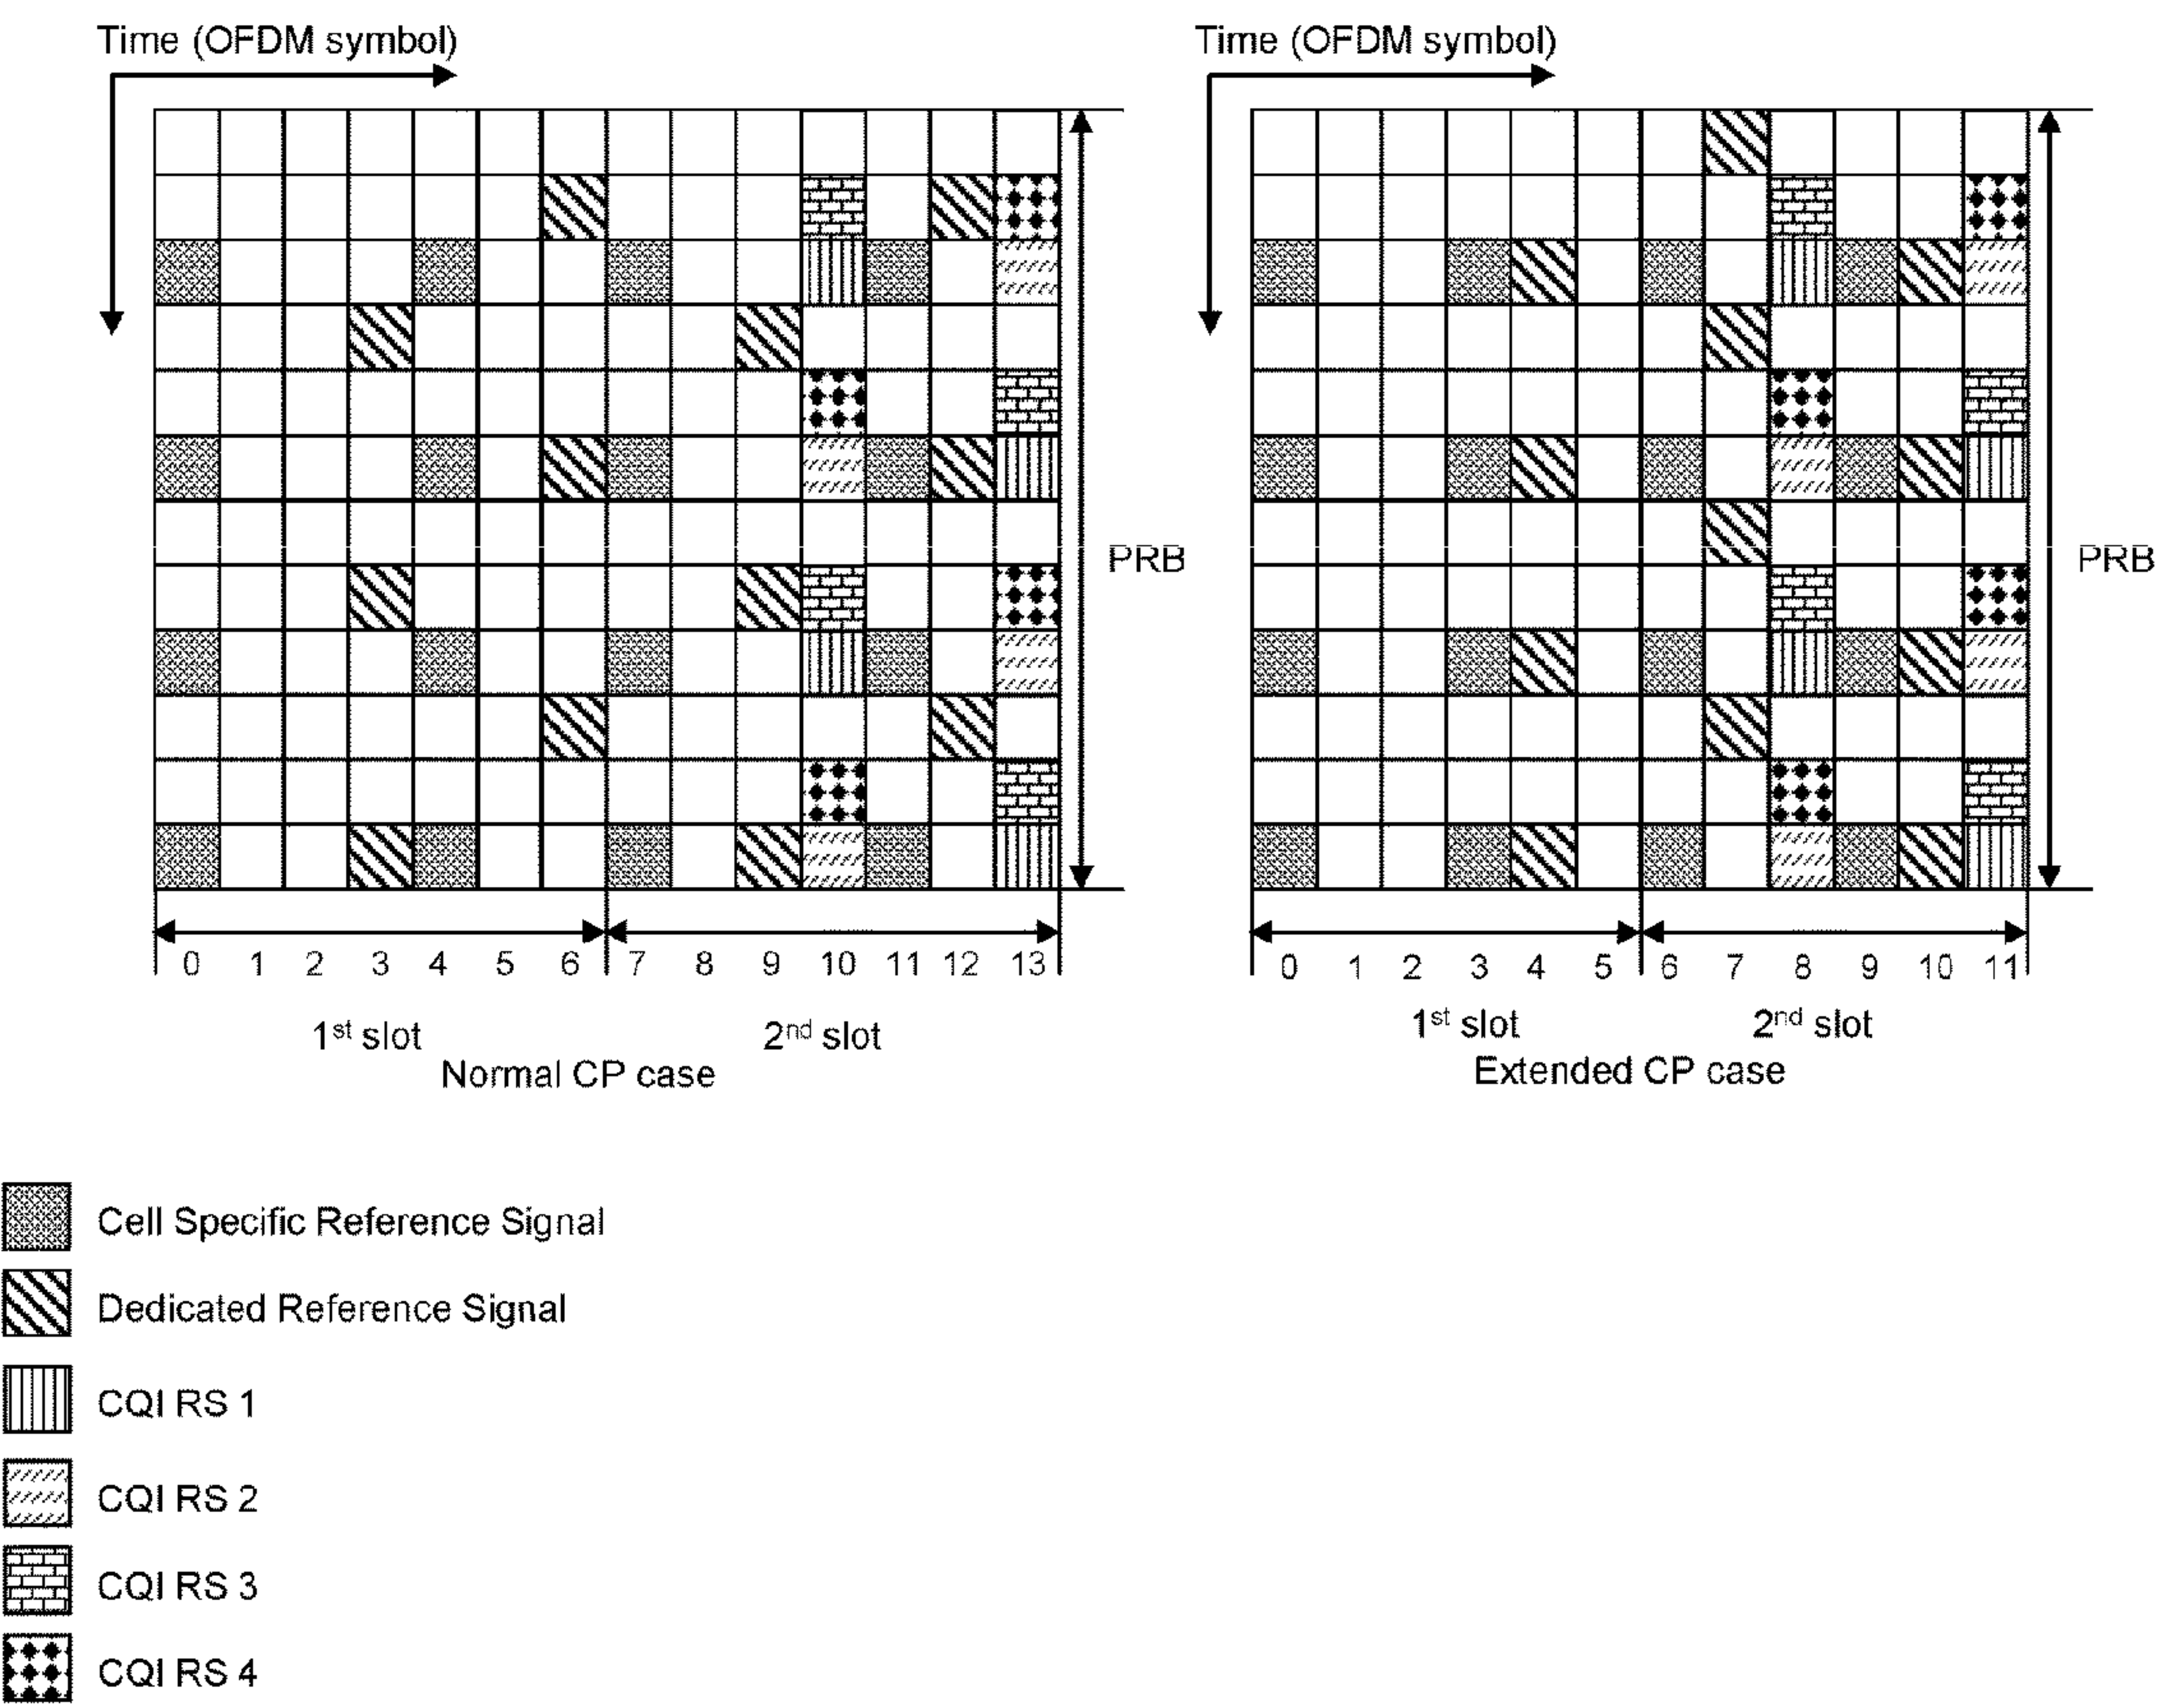 Time (OFDM symbol)
Time (OFDM symbol)
PRB
PRB
0 1 2 3 4 5 6 7 8 9 10 11 12 13
0 1 2 3 4 5 6 7 8 9 10 11
1st slot
2nd slot
1st slot
2nd slot
Normal CP case
Extended CP case
Cell Specific Reference Signal
Dedicated Reference Signal
CQI RS 1
CQI RS 2
CQI RS 3
CQI RS 4